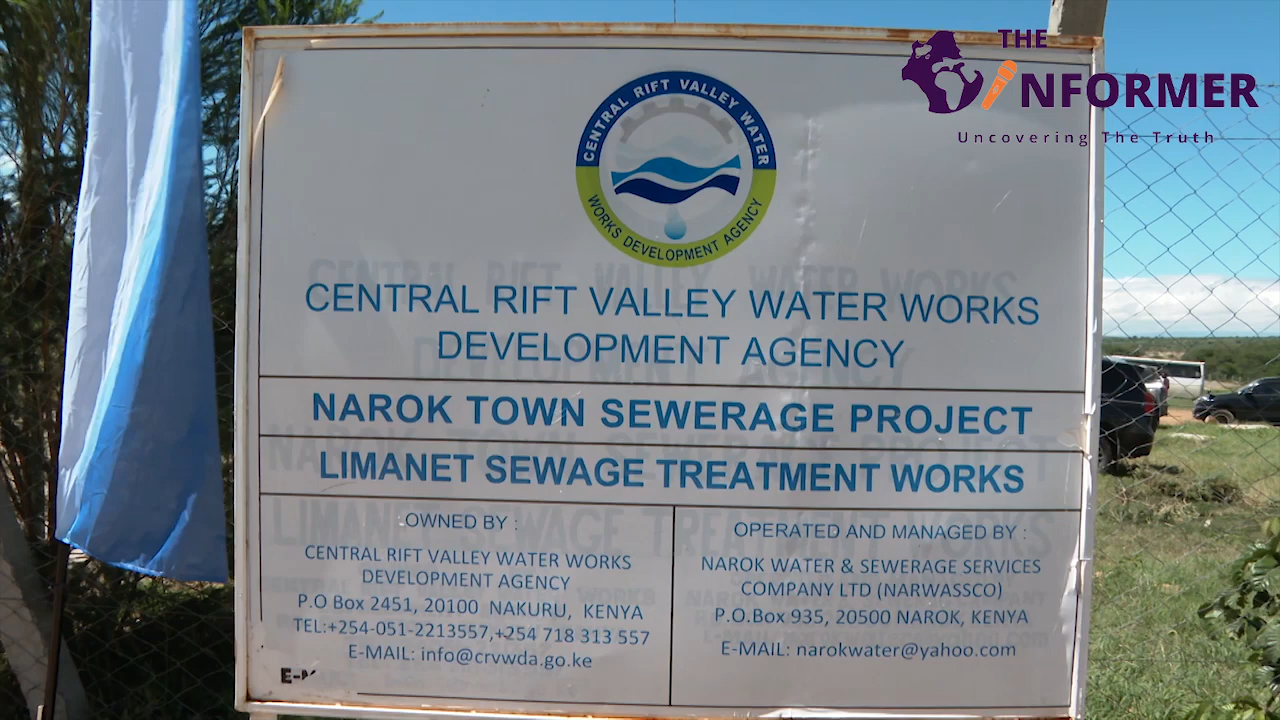 THE
INFORMER
Uncovering The Truth
CENTRAL RIFT VALLEY WATER
WORKS DEVELOPMENT AGENCY
CENTRAL RIFT VALLEY WATER WORKS
DEVELOPMENT AGENCY
NAROK TOWN SEWERAGE PROJECT
LIMANET SEWAGE TREATMENT WORKS
OWNED BY :
CENTRAL RIFT VALLEY WATER WORKS
DEVELOPMENT AGENCY
P.O Box 2451, 20100 NAKURU, KENYA
TEL:+254-051-2213557,+254 718 313 557
E-MAIL: info@crvwda.go.ke
OPERATED AND MANAGED BY :
NAROK WATER & SEWERAGE SERVICES
COMPANY LTD (NARWASSCO)
P.O.Box 935, 20500 NAROK, KENYA
E-MAIL: narokwater@yahoo.com